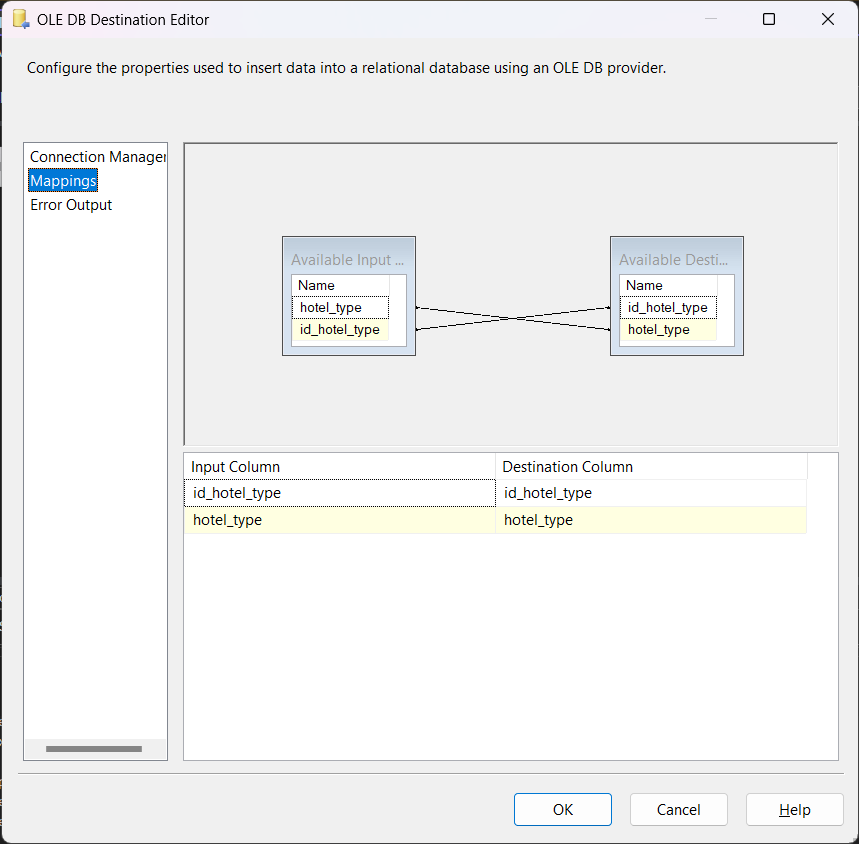 OLE DB Destination Editor
Configure the properties used to insert data into a relational database using an OLE DB provider.
Connection Manager
Mappings
Error Output
Available Input ...
Name
hotel_type
id_hotel_type
Available Desti...
Name
id_hotel_type
hotel_type
Input Column Destination Column
id_hotel_type id_hotel_type
hotel_type hotel_type
OK Cancel Help